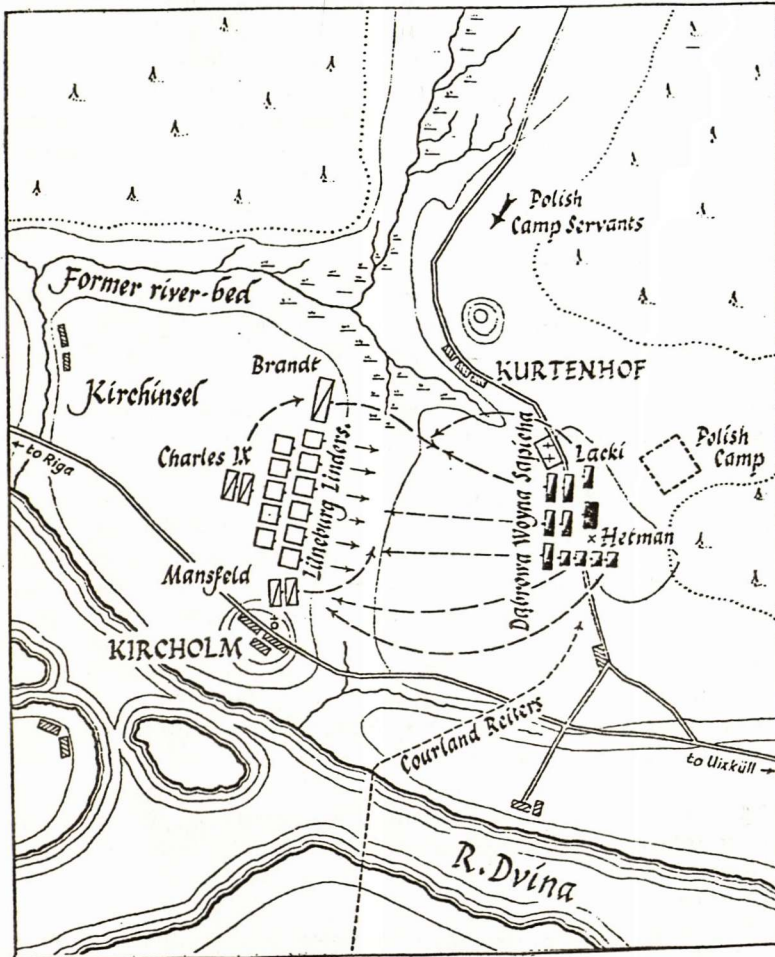 Polish
Camp Servants
Former river-bed
KURTENHOF
Brandt
Kirchinsel
Charles IX
← to Riga
Lüneburg Linders.
Dąbrowa Woyna Sapieha
Lacki
Polish
Camp
× Hetman
Mansfeld
KIRCHOLM
Courland Reiters
to Uixküll →
R. Dvina